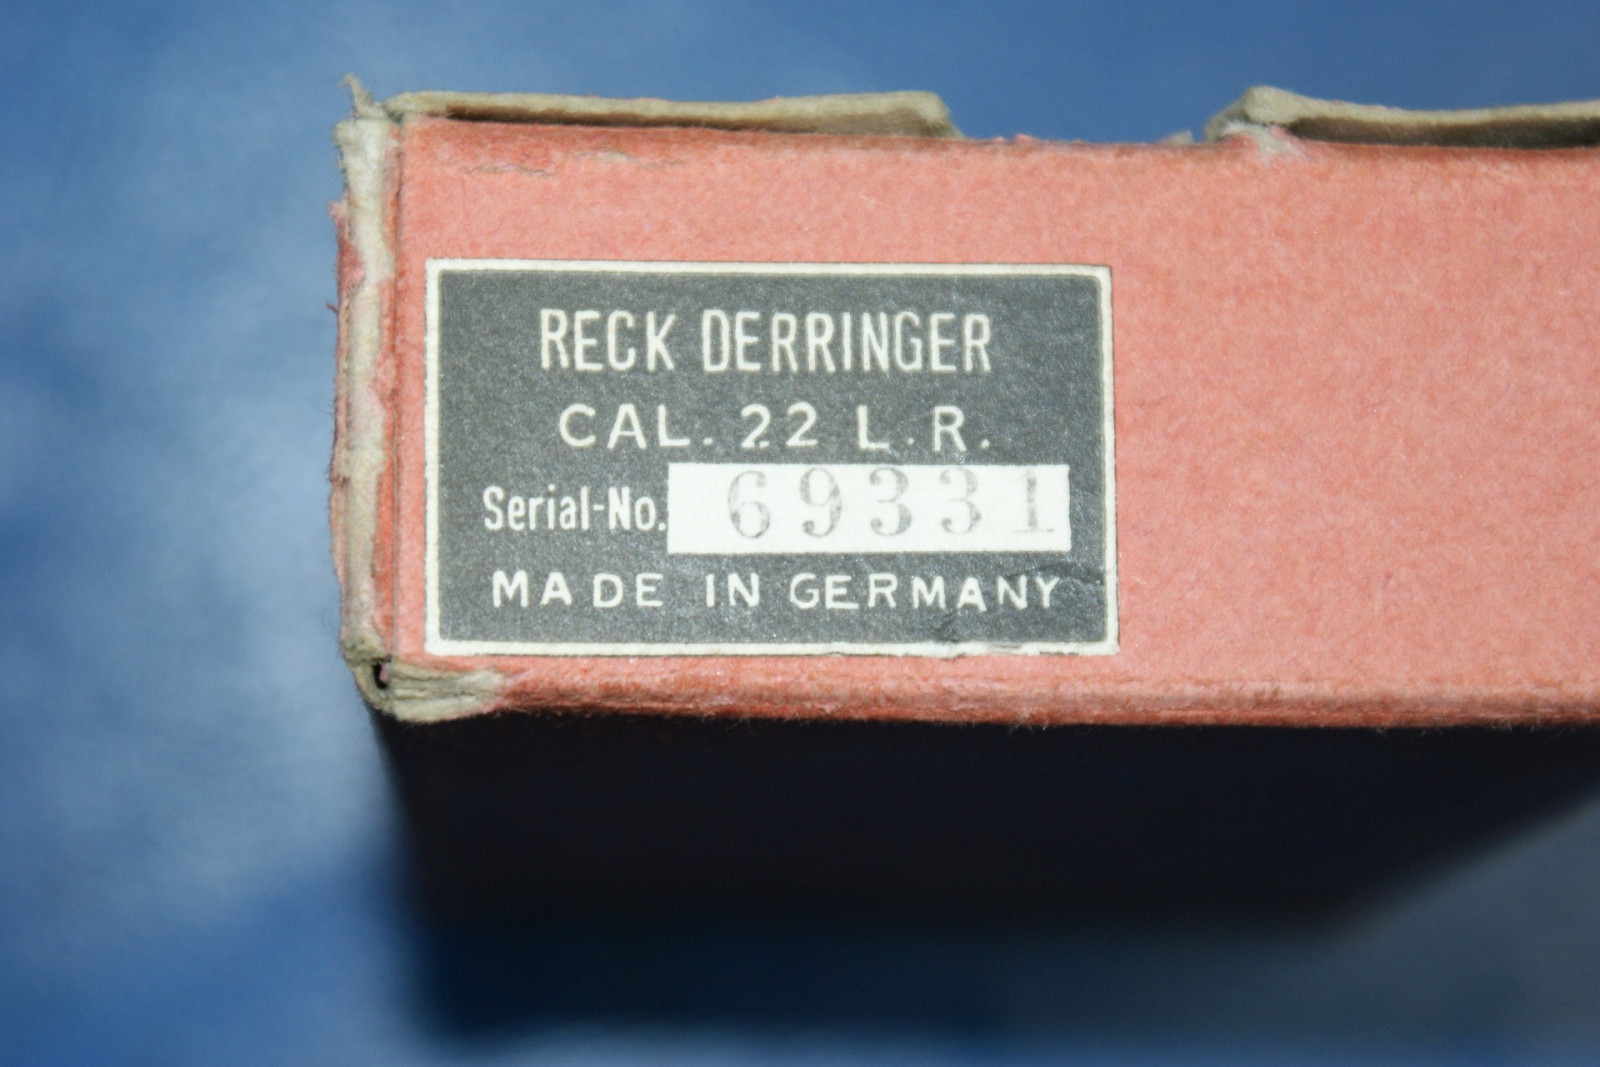 RECK DERRINGER
CAL. 22 L.R.
Serial-No. 69331
MADE IN GERMANY